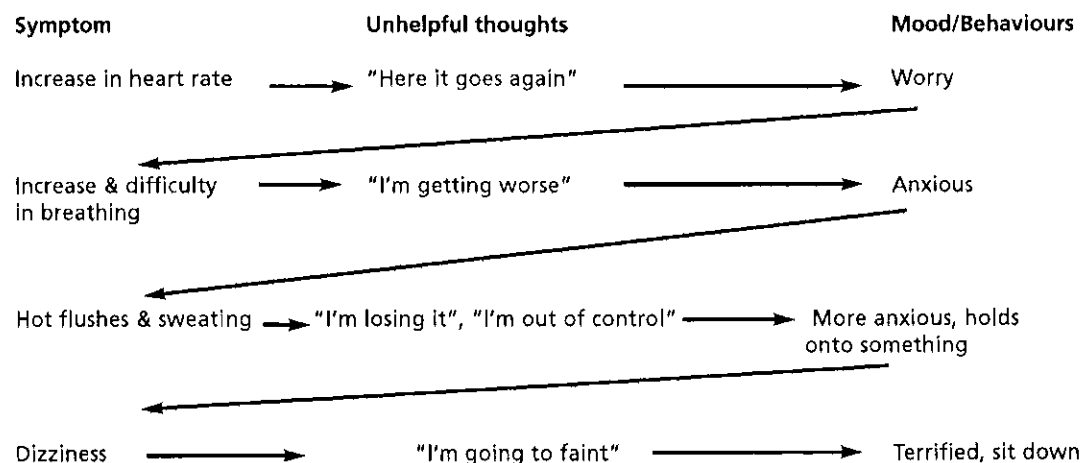 Symptom Unhelpful thoughts Mood/Behaviours
Increase in heart rate "Here it goes again" Worry
Increase & difficulty "I'm getting worse" Anxious
in breathing
Hot flushes & sweating "I'm losing it", "I'm out of control" More anxious, holds
onto something
Dizziness "I'm going to faint" Terrified, sit down